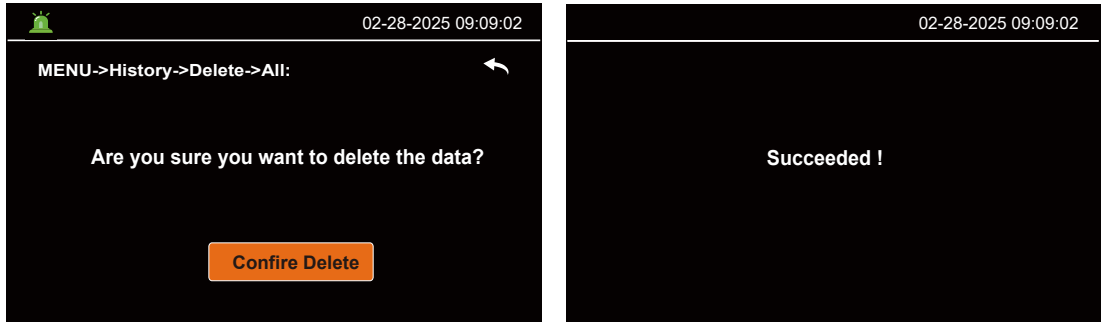 02-28-2025 09:09:02
MENU->History->Delete->All:
Are you sure you want to delete the data?
Confire Delete
02-28-2025 09:09:02
Succeeded !